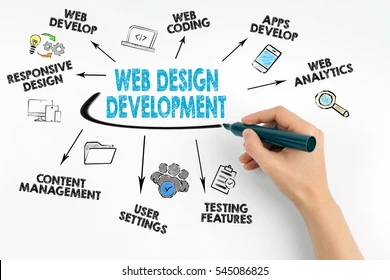 WEB
DEVELOP
WEB
CODING
APPS
DEVELOP
RESPONSIVE
DESIGN
WEB DESIGN
DEVELOPMENT
WEB
ANALYTICS
CONTENT
MANAGEMENT
USER
SETTINGS
TESTING
FEATURES
shutterstock.com · 545086825